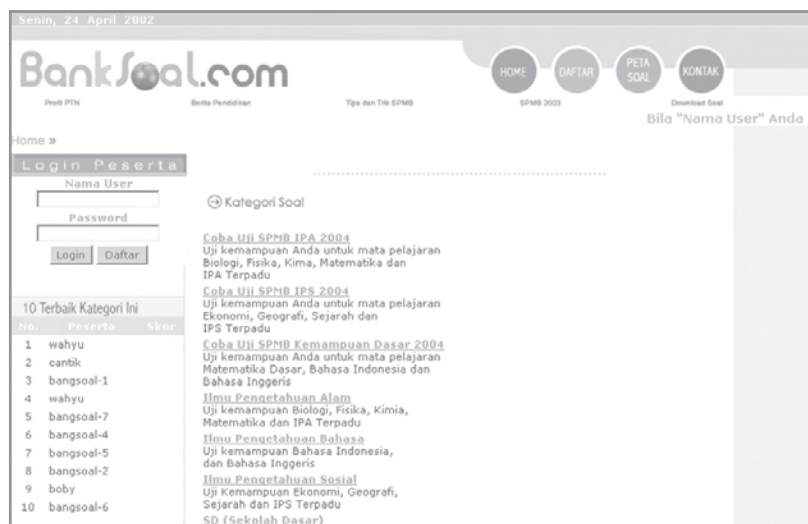 Senin, 24 April 2002
BankSoal.com
HOME
DAFTAR
PETA
SOAL
KONTAK
Profil PTN
Berita Pendidikan
Tips dan Trik SPMB
SPMB 2003
Download Soal
Bila "Nama User" Anda
Home »
Login Peserta
Nama User
Password
Login
Daftar
10 Terbaik Kategori Ini
No. Peserta Skor
1 wahyu
2 cantik
3 bangsoal-1
4 wahyu
5 bangsoal-7
6 bangsoal-4
7 bangsoal-5
8 bangsoal-2
9 boby
10 bangsoal-6
Kategori Soal
Coba Uji SPMB IPA 2004
Uji kemampuan Anda untuk mata pelajaran
Biologi, Fisika, Kima, Matematika dan
IPA Terpadu
Coba Uji SPMB IPS 2004
Uji kemampuan Anda untuk mata pelajaran
Ekonomi, Geografi, Sejarah dan
IPS Terpadu
Coba Uji SPMB Kemampuan Dasar 2004
Uji kemampuan Anda untuk mata pelajaran
Matematika Dasar, Bahasa Indonesia dan
Bahasa Inggeris
Ilmu Pengetahuan Alam
Uji kemampuan Biologi, Fisika, Kimia,
Matematika dan IPA Terpadu
Ilmu Pengetahuan Bahasa
Uji kemampuan Bahasa Indonesia,
dan Bahasa Inggeris
Ilmu Pengetahuan Sosial
Uji Kemampuan Ekonomi, Geografi,
Sejarah dan IPS Terpadu
SD (Sekolah Dasar)